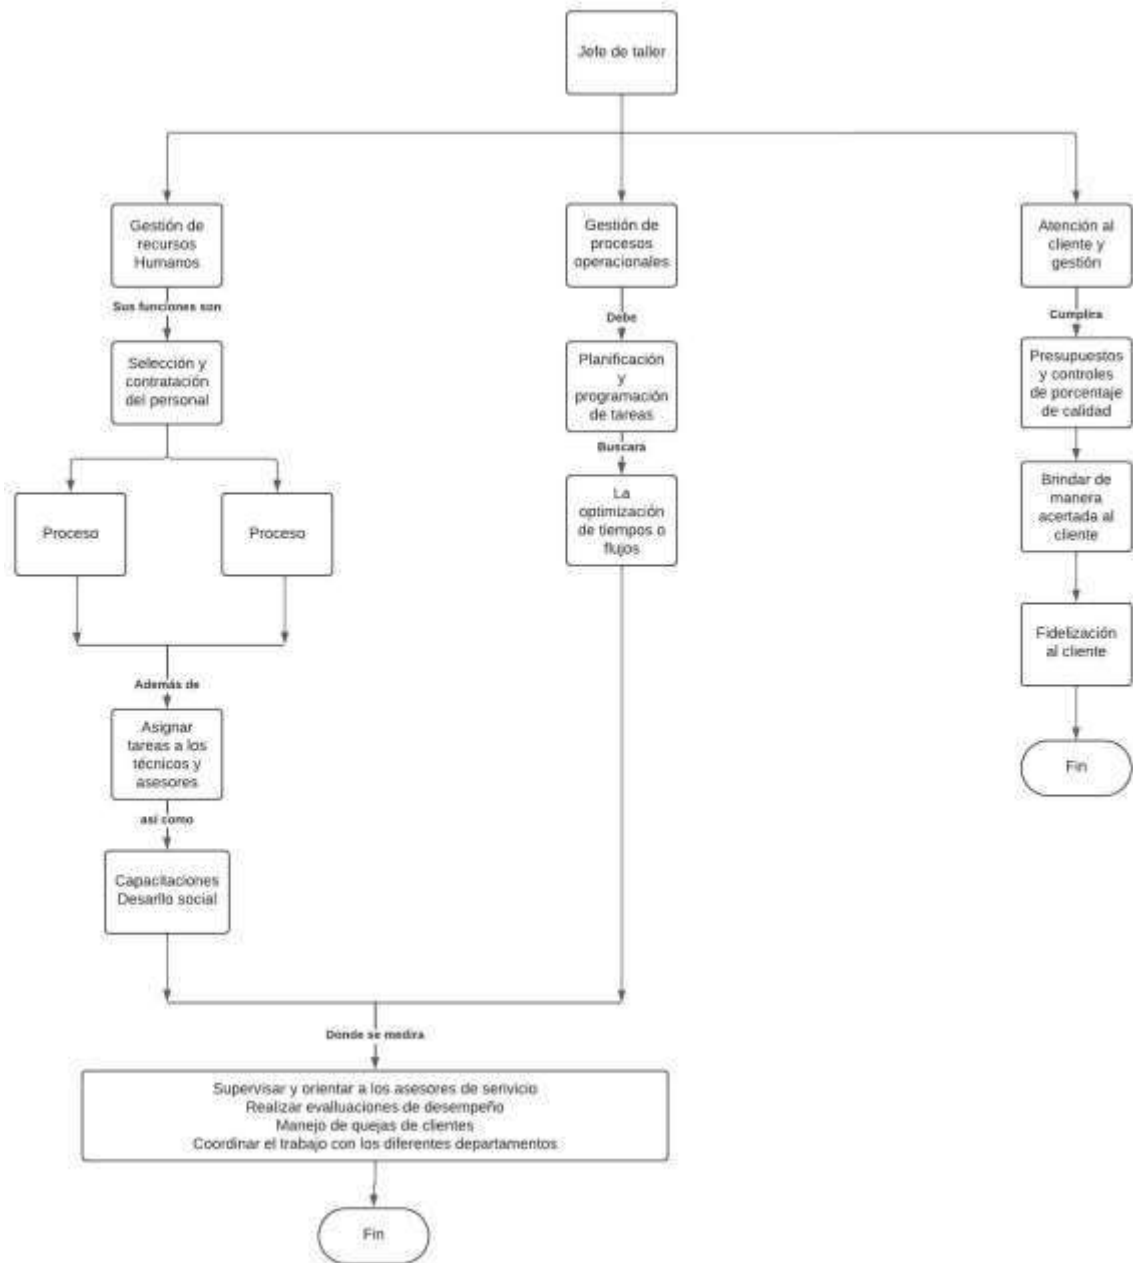 Jefe de taller
Gestión de
recursos
Humanos
Sus funciones son
Selección y
contratación
del personal
Proceso
Proceso
Además de
Asignar
tareas a los
técnicos y
asesores
así como
Capacitaciones
Desarllo social
Gestión de
procesos
operacionales
Debe
Planificación
y
programación
de tareas
Buscara
La
optimización
de tiempos o
flujos
Donde se medira
Supervisar y orientar a los asesores de serivicio
Realizar evalluaciones de desempeño
Manejo de quejas de clientes
Coordinar el trabajo con los diferentes departamentos
Fin
Atención al
cliente y
gestión
Cumplira
Presupuestos
y controles
de porcentaje
de calidad
Brindar de
manera
acertada al
cliente
Fidelización
al cliente
Fin